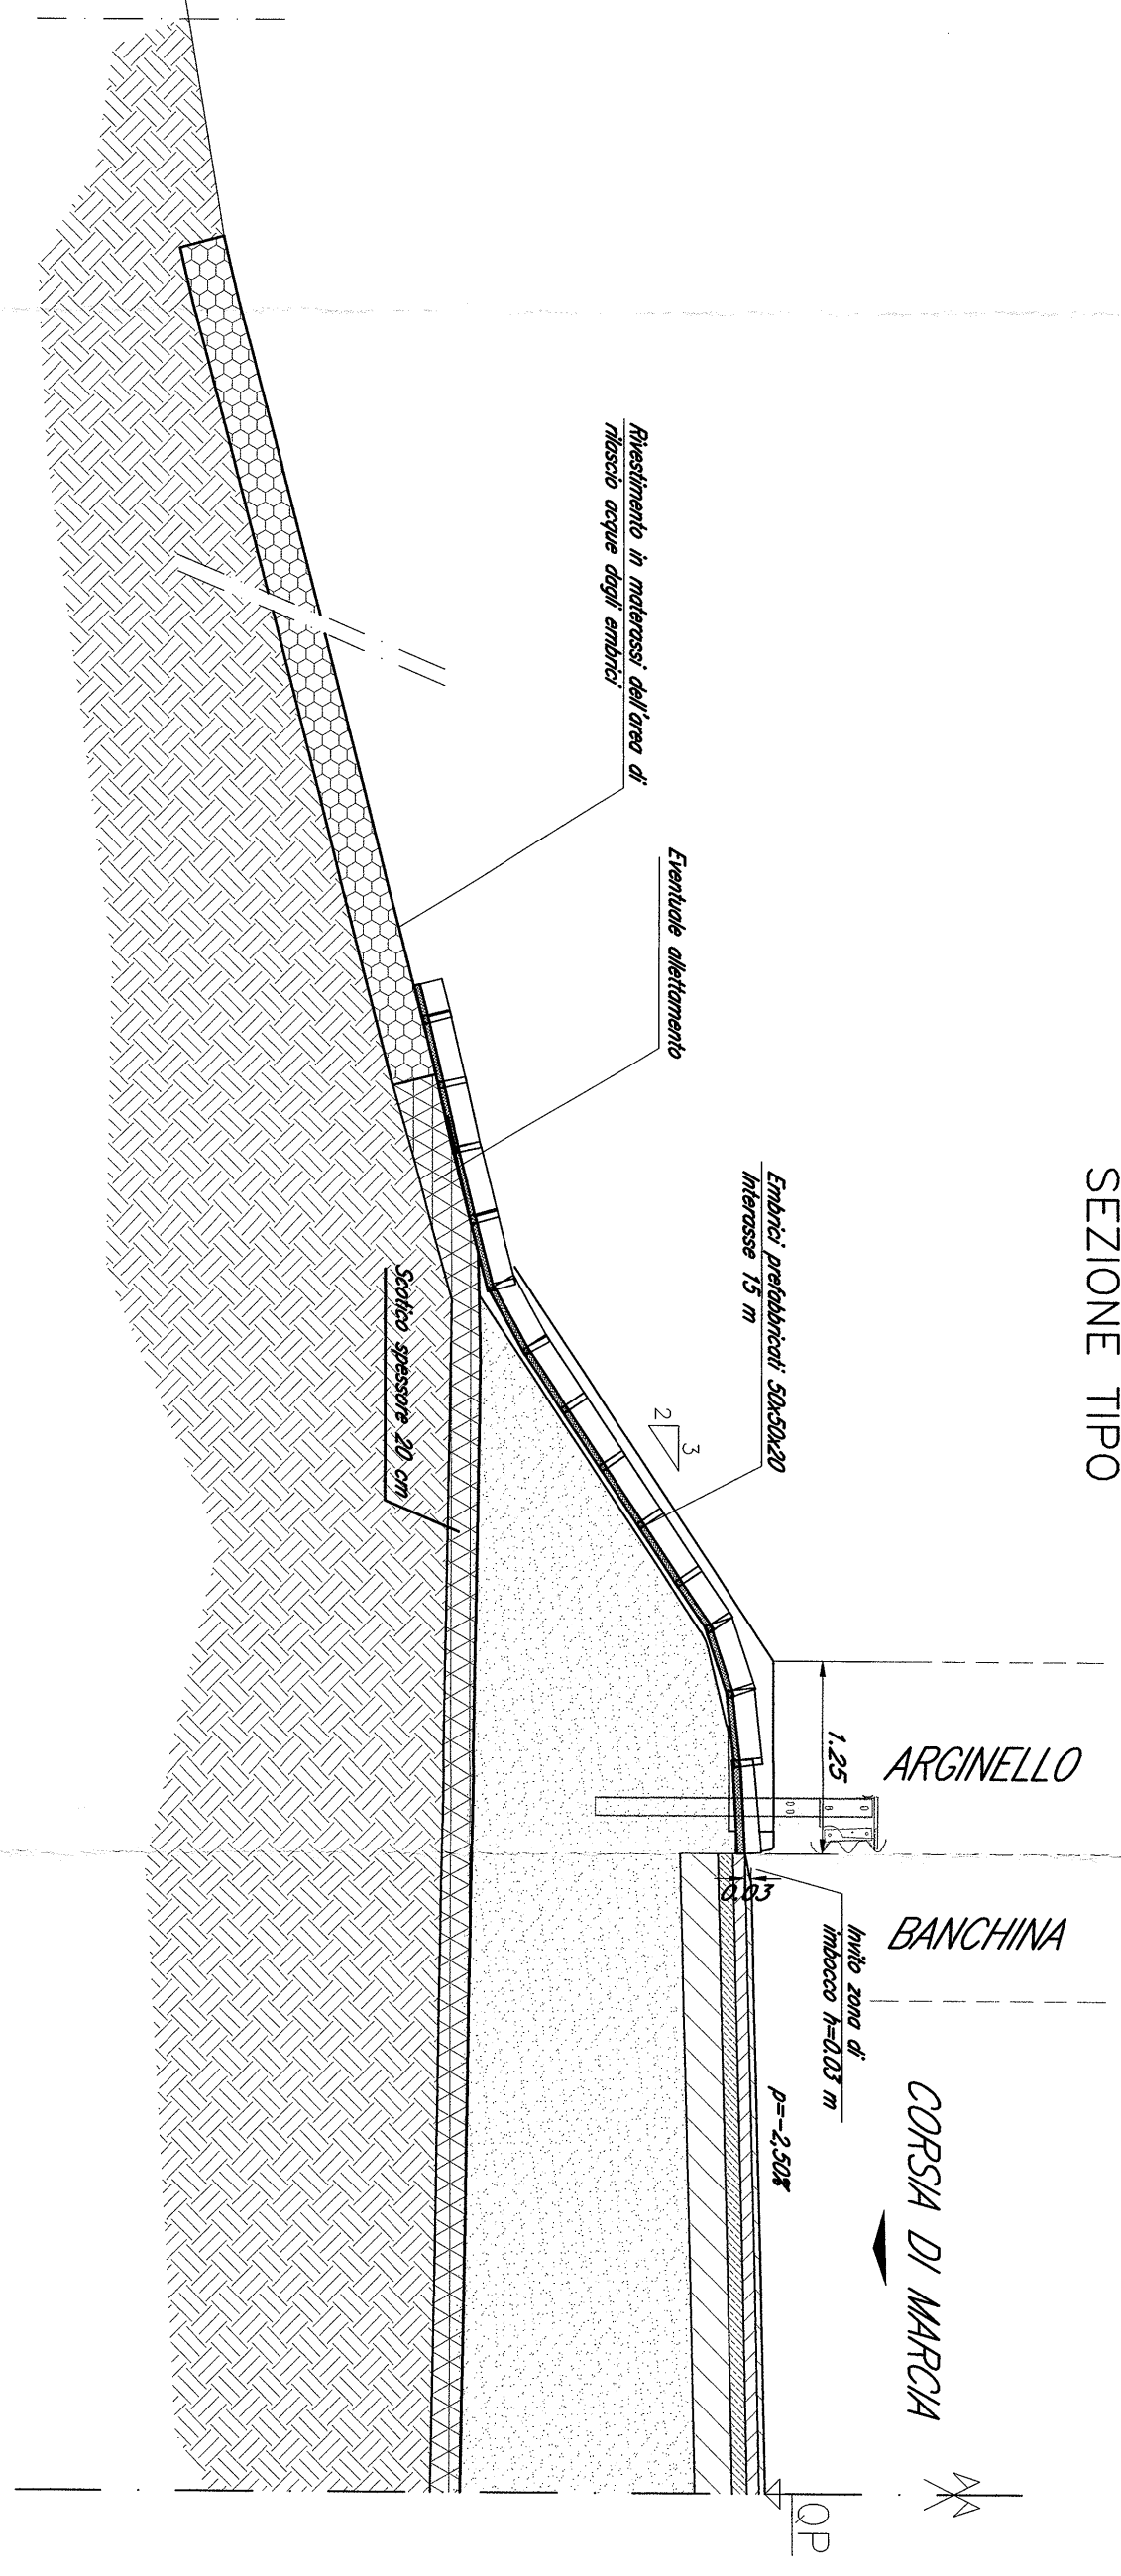 SEZIONE TIPO
ARGINELLO
BANCHINA
CORSIA DI MARCIA
QP
1.25
0,03
Invito zona di
imbocco h=0.03 m
p=-2,50%
Embrici prefabbricati 50x50x20
Interasse 15 m
3
2
Eventuale allettamento
Rivestimento in materassi dell'area di
rilascio acque dagli embrici
Scotico spessore 20 cm